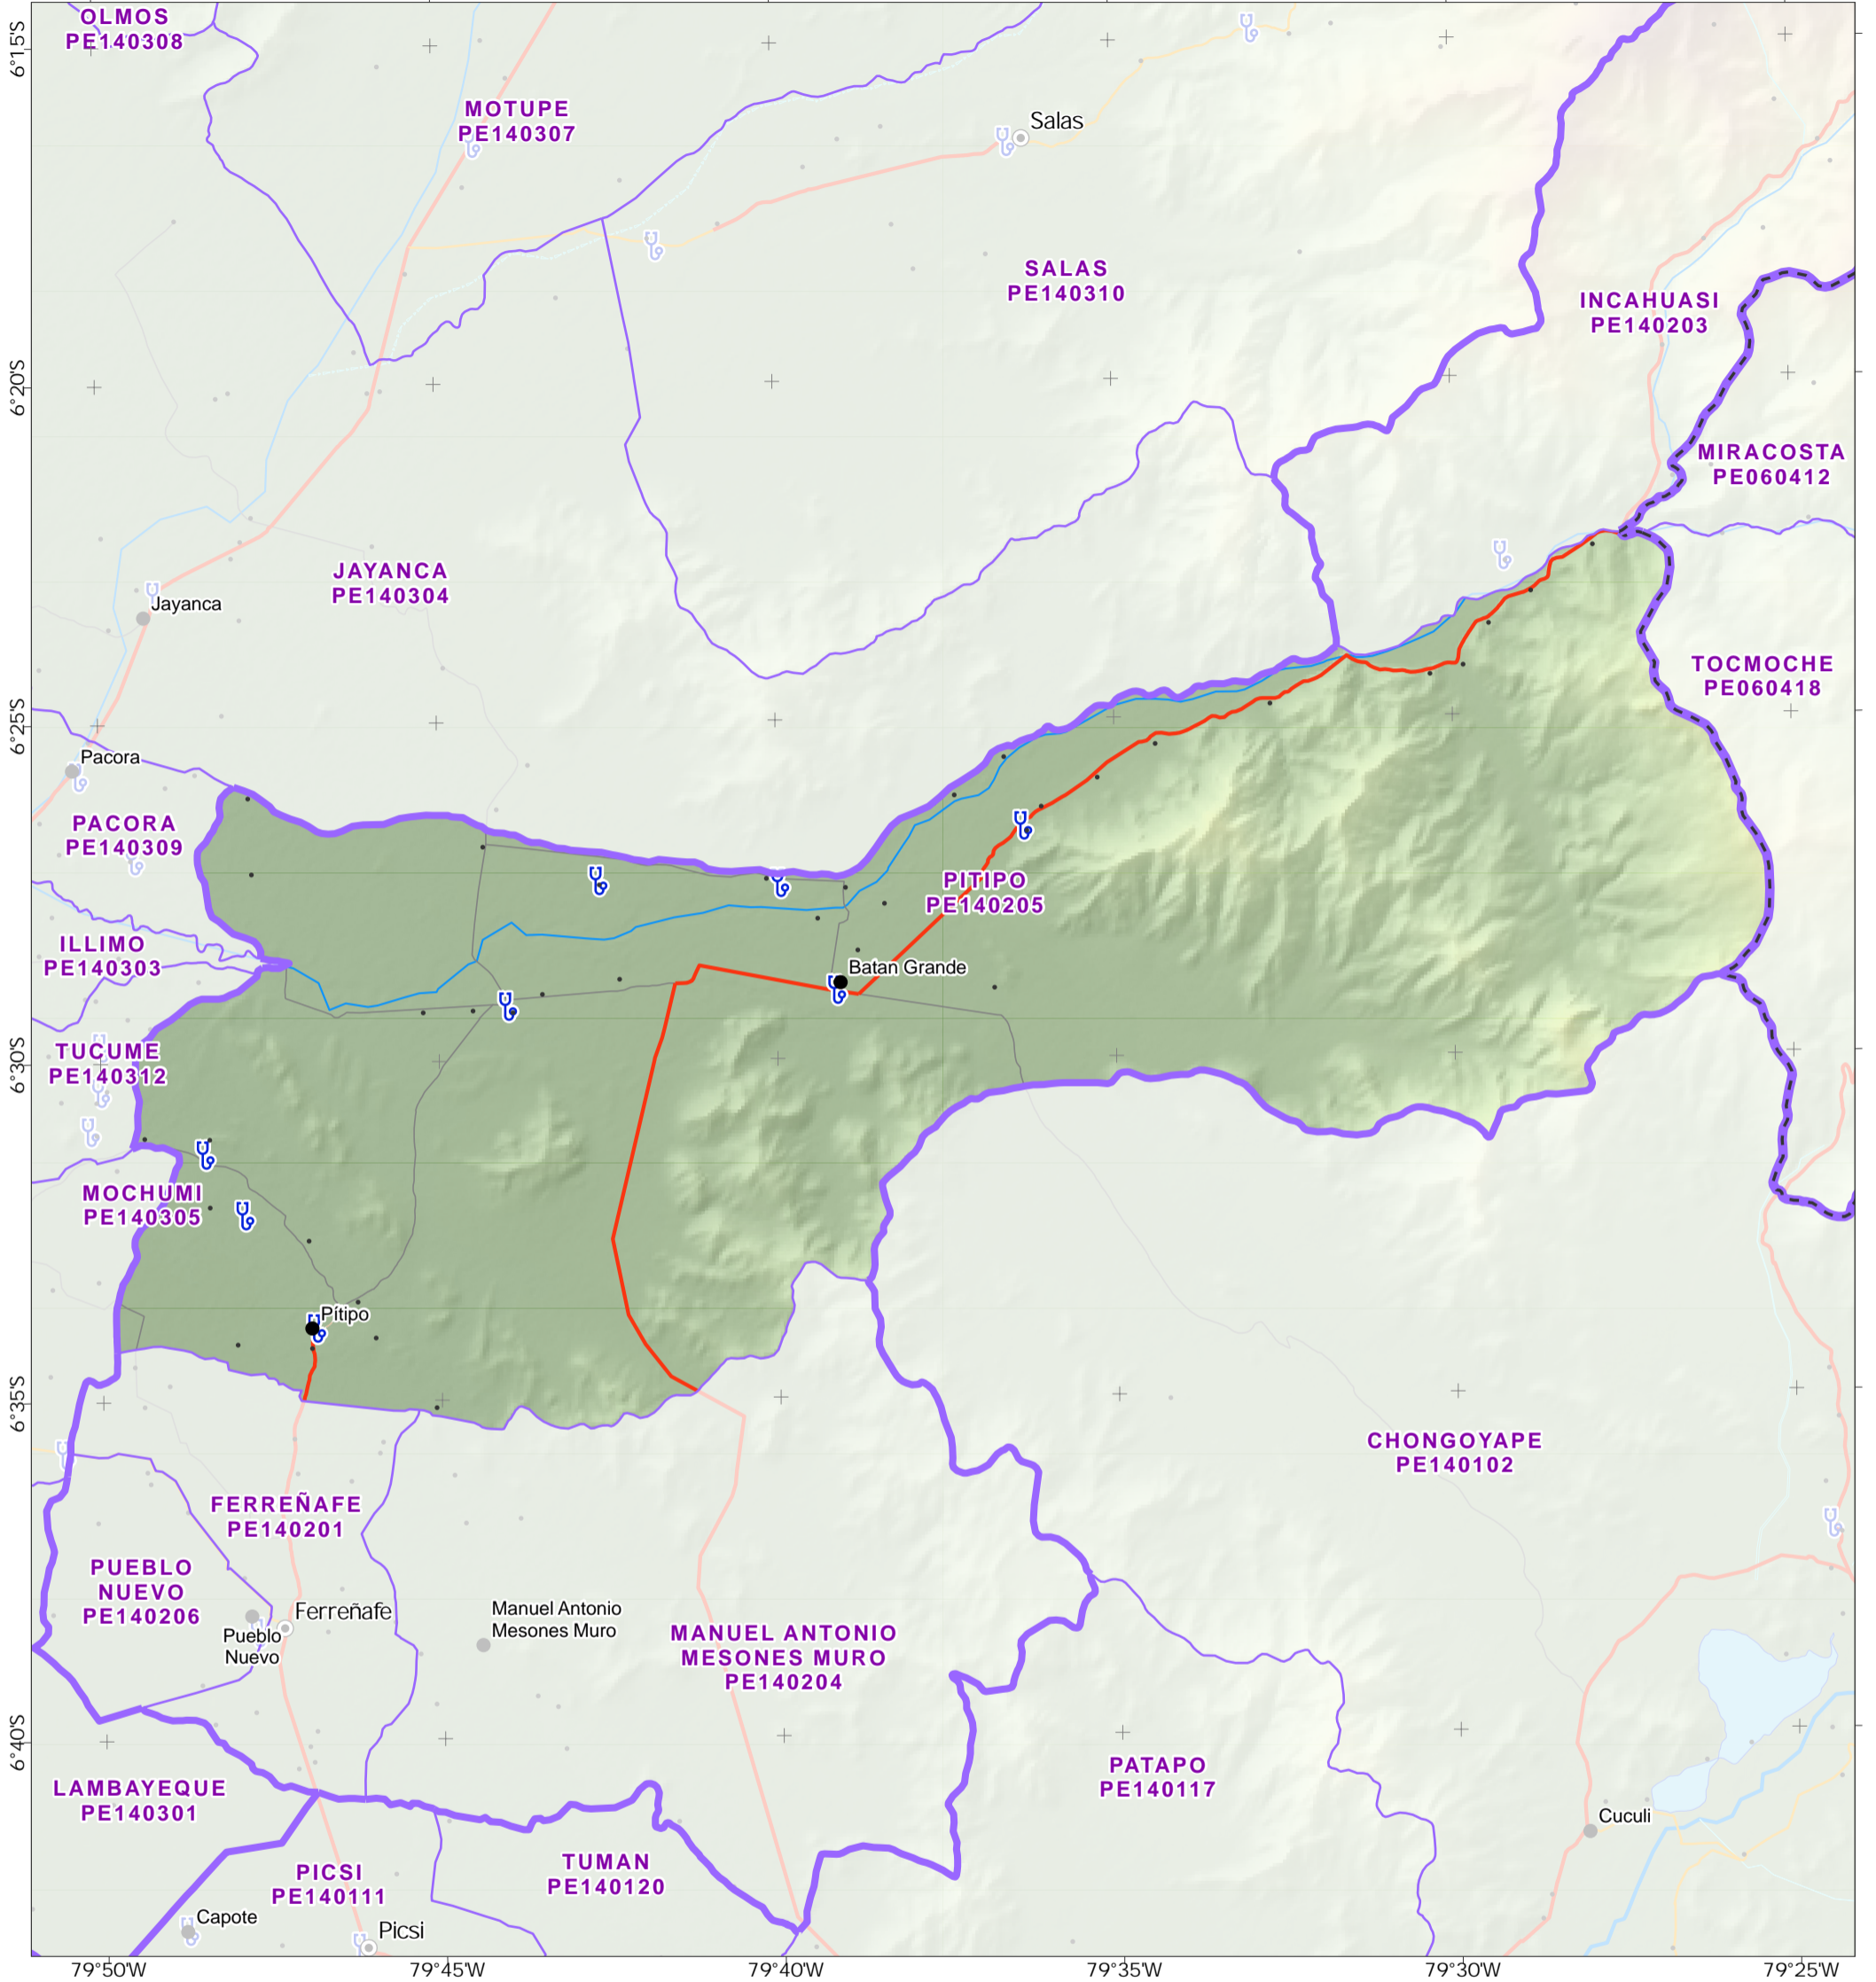 OLMOS
PE140308
MOTUPE
PE140307
Salas
SALAS
PE140310
INCAHUASI
PE140203
MIRACOSTA
PE060412
JAYANCA
PE140304
Jayanca
TOCMOCHE
PE060418
Pacora
PACORA
PE140309
PITIPO
PE140205
ILLIMO
PE140303
Batan Grande
TUCUME
PE140312
MOCHUMI
PE140305
Pítipo
CHONGOYAPE
PE140102
FERREÑAFE
PE140201
PUEBLO
NUEVO
PE140206
Ferreñafe
Pueblo
Nuevo
Manuel Antonio
Mesones Muro
MANUEL ANTONIO
MESONES MURO
PE140204
PATAPO
PE140117
LAMBAYEQUE
PE140301
Cuculi
PICSI
PE140111
TUMAN
PE140120
Capote
Picsi
6°15'S
6°20'S
6°25'S
6°30'S
6°35'S
6°40'S
79°50'W
79°45'W
79°40'W
79°35'W
79°30'W
79°25'W